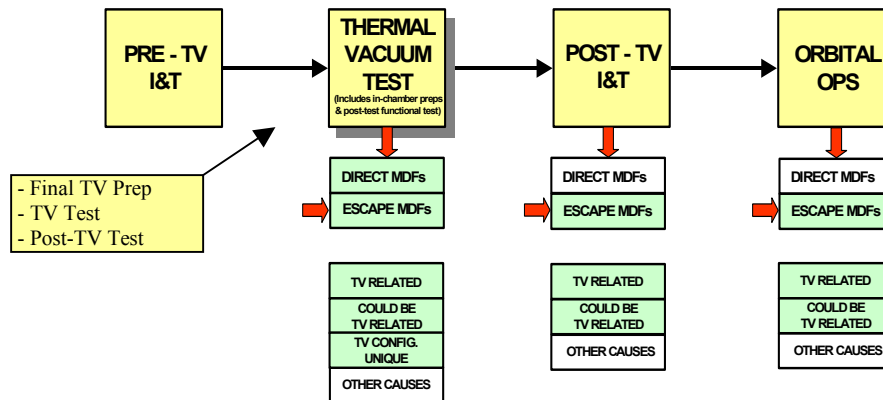 PRE - TV
I&T
THERMAL
VACUUM
TEST
(Includes in-chamber preps
& post-test functional test)
POST - TV
I&T
ORBITAL
OPS
- Final TV Prep
- TV Test
- Post-TV Test
DIRECT MDFs
ESCAPE MDFs
DIRECT MDFs
ESCAPE MDFs
DIRECT MDFs
ESCAPE MDFs
TV RELATED
COULD BE
TV RELATED
TV CONFIG.
UNIQUE
OTHER CAUSES
TV RELATED
COULD BE
TV RELATED
OTHER CAUSES
TV RELATED
COULD BE
TV RELATED
OTHER CAUSES